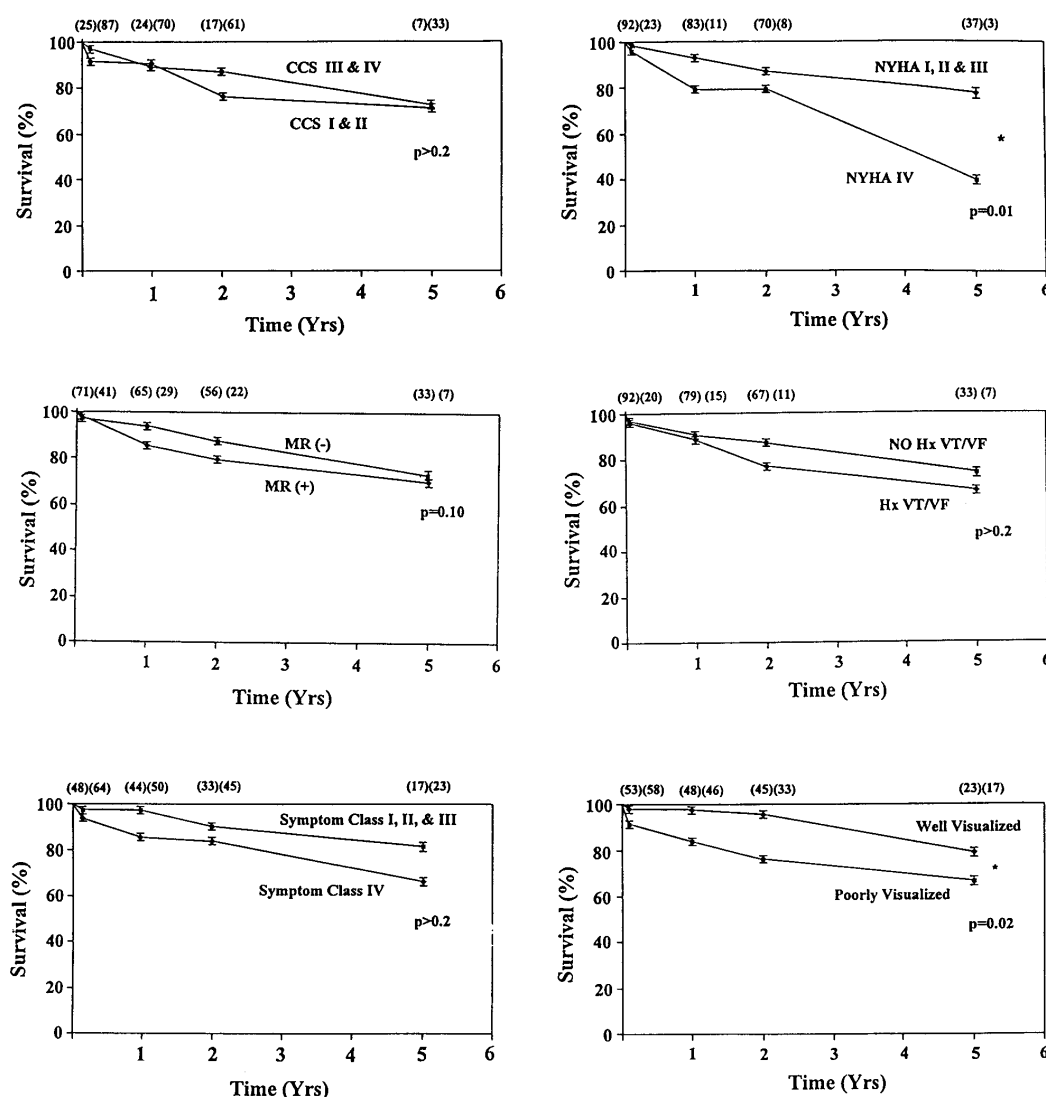 (25)(87) (24)(70) (17)(61) (7)(33)
100
80
60
40
20
0
Survival (%)
CCS III & IV
CCS I & II
p>0.2
1 2 3 4 5 6
Time (Yrs)
(92)(23) (83)(11) (70)(8) (37)(3)
100
80
60
40
20
0
Survival (%)
NYHA I, II & III
*
NYHA IV
p=0.01
1 2 3 4 5 6
Time (Yrs)
(71)(41) (65) (29) (56) (22) (33) (7)
100
80
60
40
20
0
Survival (%)
MR (-)
MR (+)
p=0.10
1 2 3 4 5 6
Time (Yrs)
(92)(20) (79) (15) (67) (11) (33) (7)
100
80
60
40
20
0
Survival (%)
NO Hx VT/VF
Hx VT/VF
p>0.2
1 2 3 4 5 6
Time (Yrs)
(48)(64) (44)(50) (33)(45) (17)(23)
100
80
60
40
20
0
Survival (%)
Symptom Class I, II, & III
Symptom Class IV
p>0.2
1 2 3 4 5 6
Time (Yrs)
(53)(58) (48)(46) (45)(33) (23)(17)
100
80
60
40
20
0
Survival (%)
Well Visualized
*
Poorly Visualized
p=0.02
1 2 3 4 5 6
Time (Yrs)